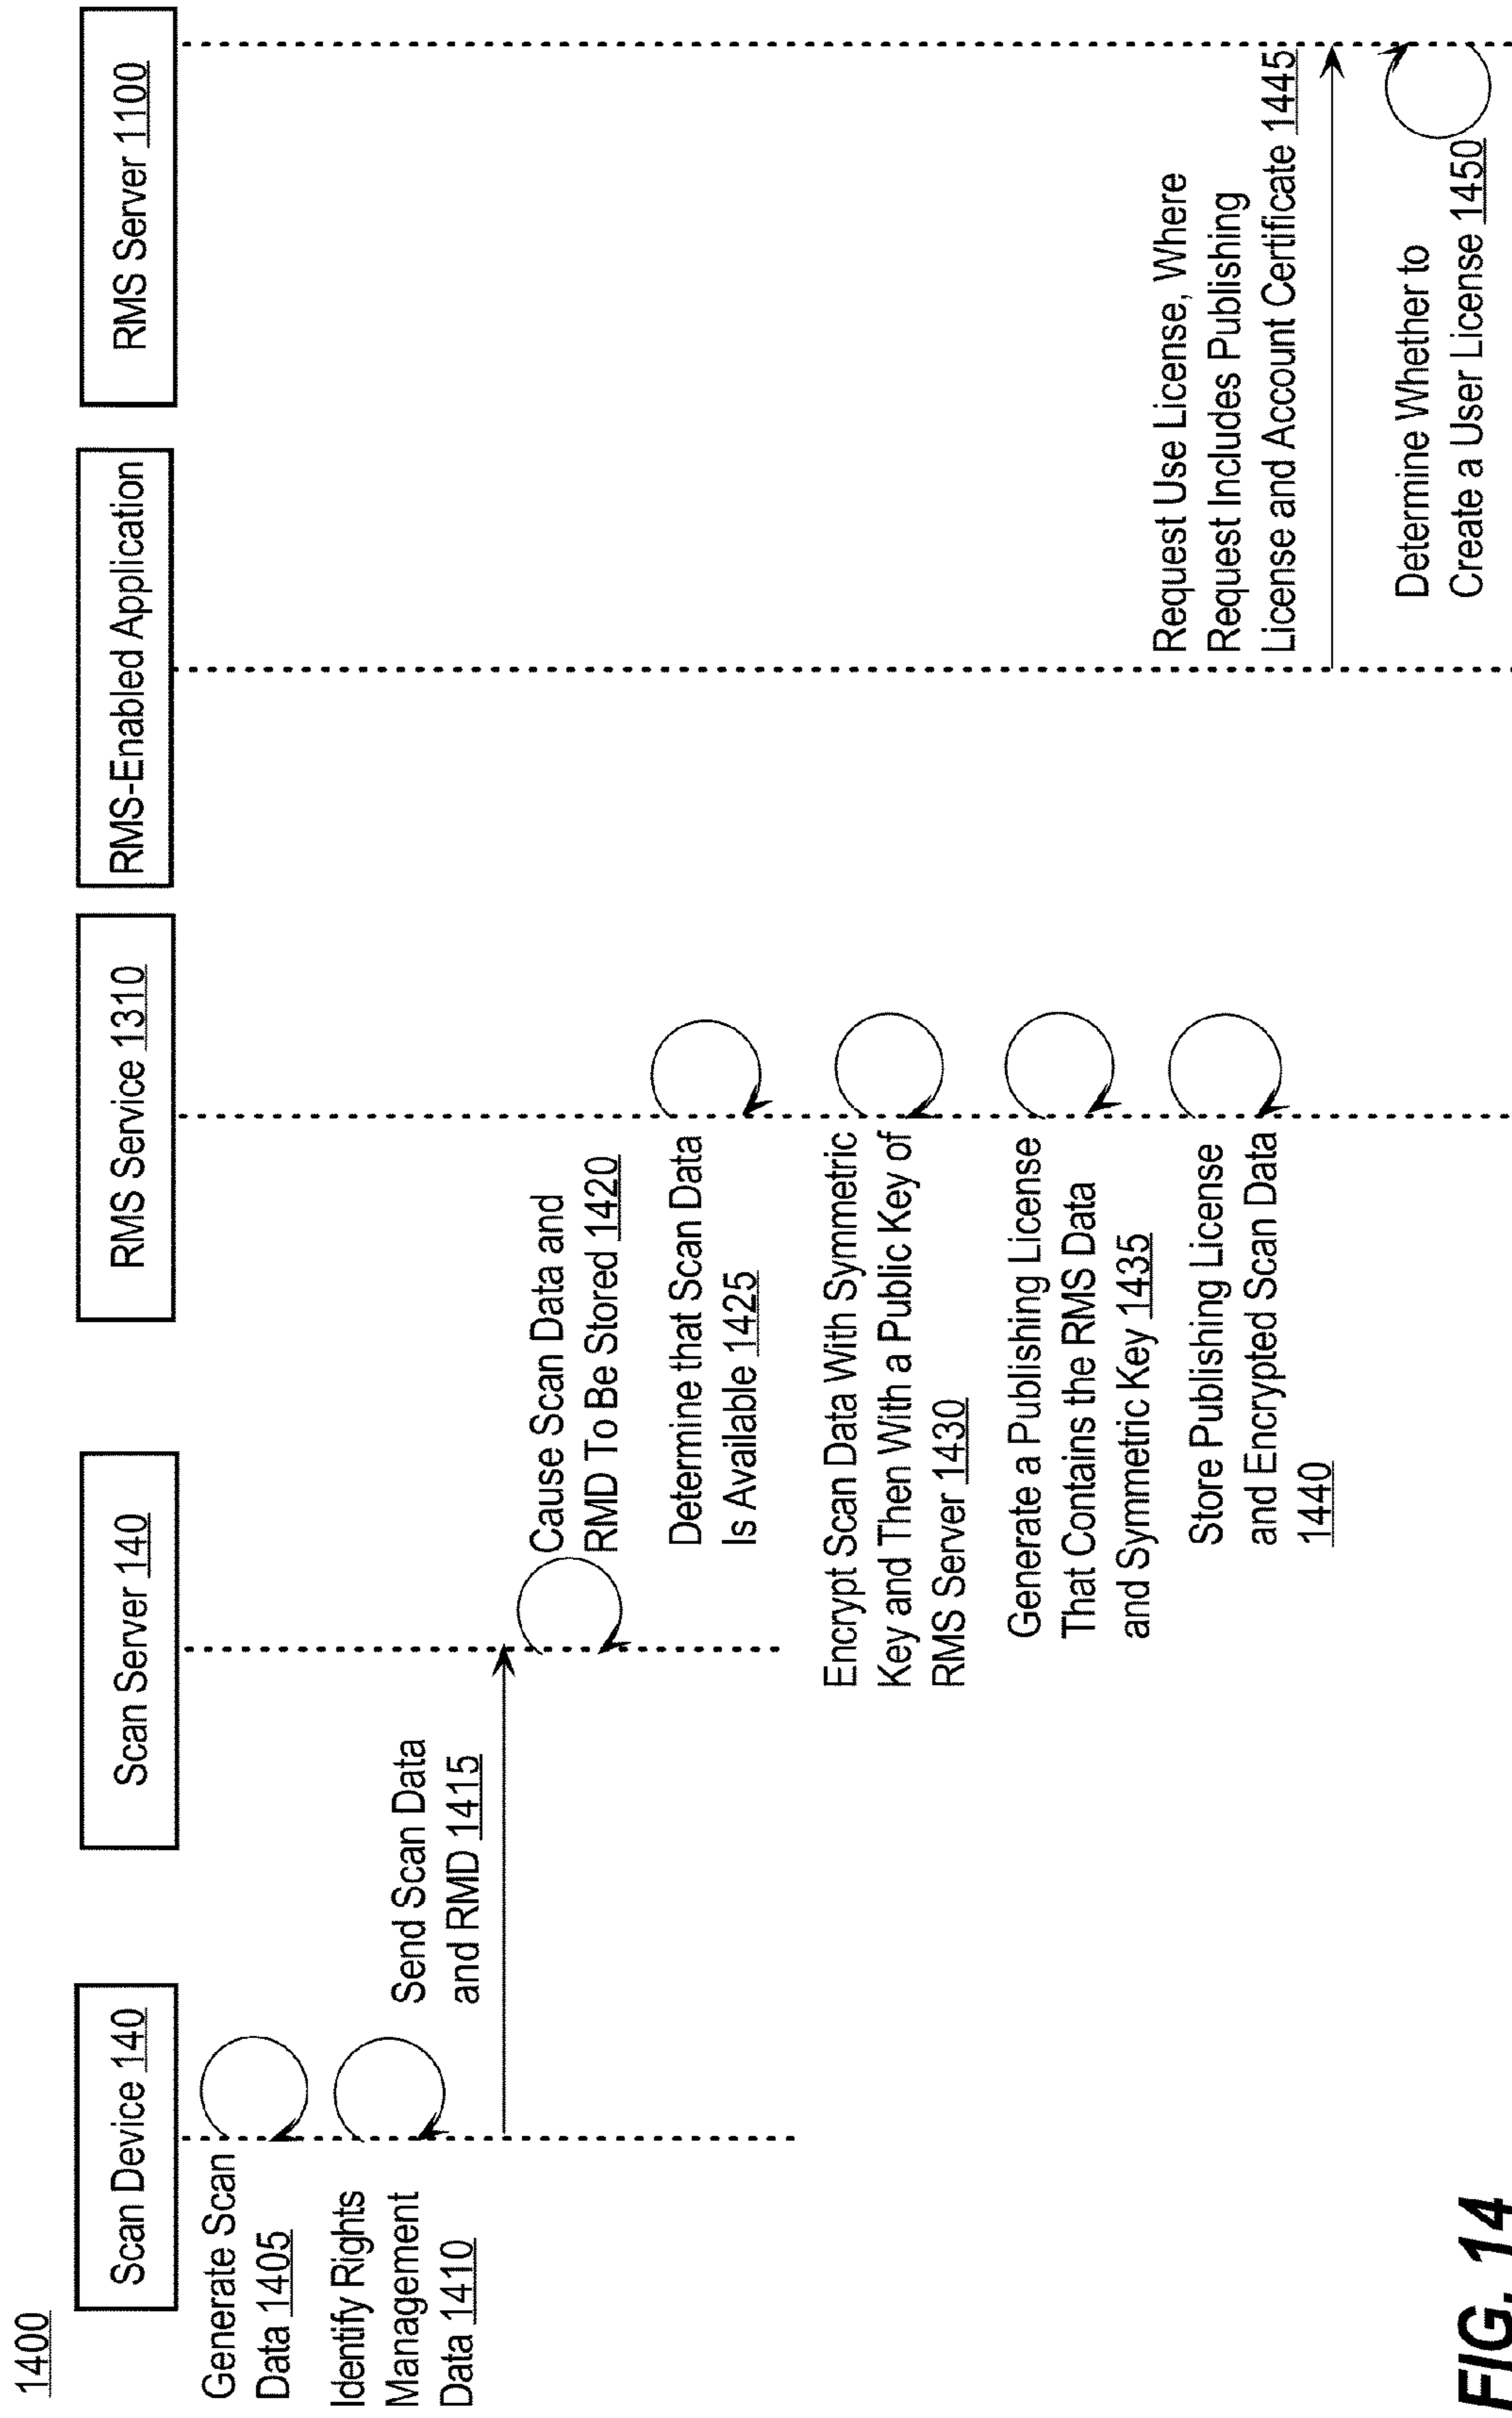 1400
Scan Device 140
Scan Server 140
RMS Service 1310
RMS-Enabled Application
RMS Server 1100
Generate Scan
Data 1405
Identify Rights
Management
Data 1410
Send Scan Data
and RMD 1415
Cause Scan Data and
RMD To Be Stored 1420
Determine that Scan Data
Is Available 1425
Encrypt Scan Data With Symmetric
Key and Then With a Public Key of
RMS Server 1430
Generate a Publishing License
That Contains the RMS Data
and Symmetric Key 1435
Store Publishing License
and Encrypted Scan Data
1440
Request Use License, Where
Request Includes Publishing
License and Account Certificate 1445
Determine Whether to
Create a User License 1450
FIG. 14